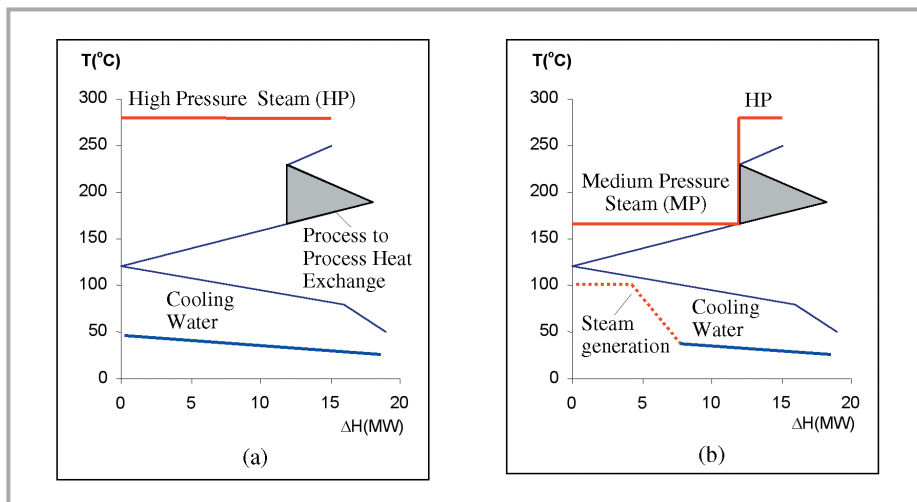 T(°C)
300
250
200
150
100
50
0
High Pressure Steam (HP)
Process to
Process Heat
Exchange
Cooling
Water
0
5
10
15
20
ΔH(MW)
(a)
T(°C)
300
250
200
150
100
50
0
HP
Medium Pressure
Steam (MP)
Steam
generation
Cooling
Water
0
5
10
15
20
ΔH(MW)
(b)